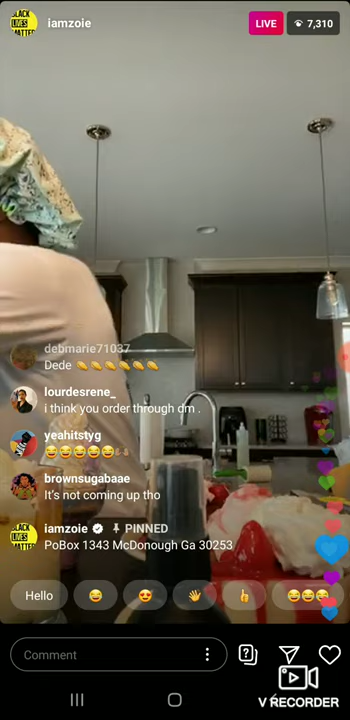 BLACK
LIVES
MATTER
iamzoie
LIVE
7,310
debmarie71037
Dede 👏👏👏👏👏👏
lourdesrene_
i think you order through dm .
yeahitstyg
😂😂😂😂😂🙌🏽
brownsugabaae
It's not coming up tho
BLACK
LIVES
MATTER
iamzoie PINNED
PoBox 1343 McDonough Ga 30253
Hello 😂 😍 👋 👍 😂😂😂
Comment
V RECORDER